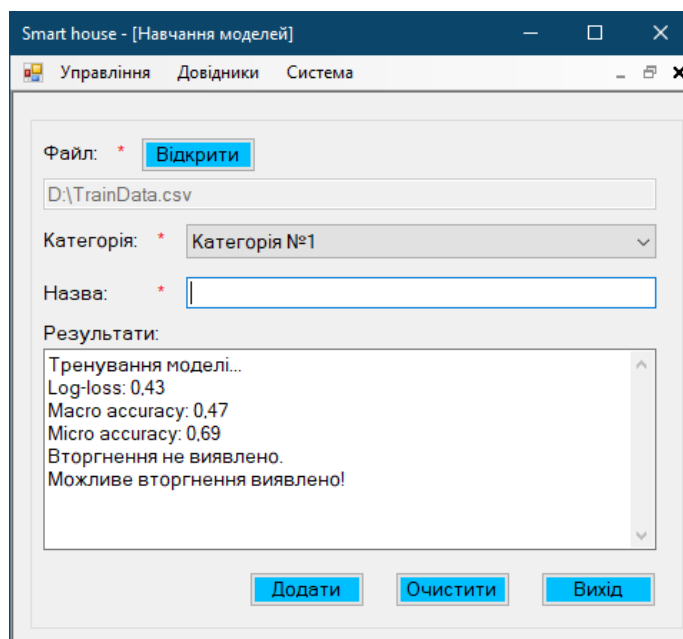 Smart house - [Навчання моделей]
Управління Довідники Система
Файл: * Відкрити
D:\TrainData.csv
Категорія: * Категорія №1
Назва: *
Результати:
Тренування моделі...
Log-loss: 0,43
Macro accuracy: 0,47
Micro accuracy: 0,69
Вторгнення не виявлено.
Можливе вторгнення виявлено!
Додати Очистити Вихід